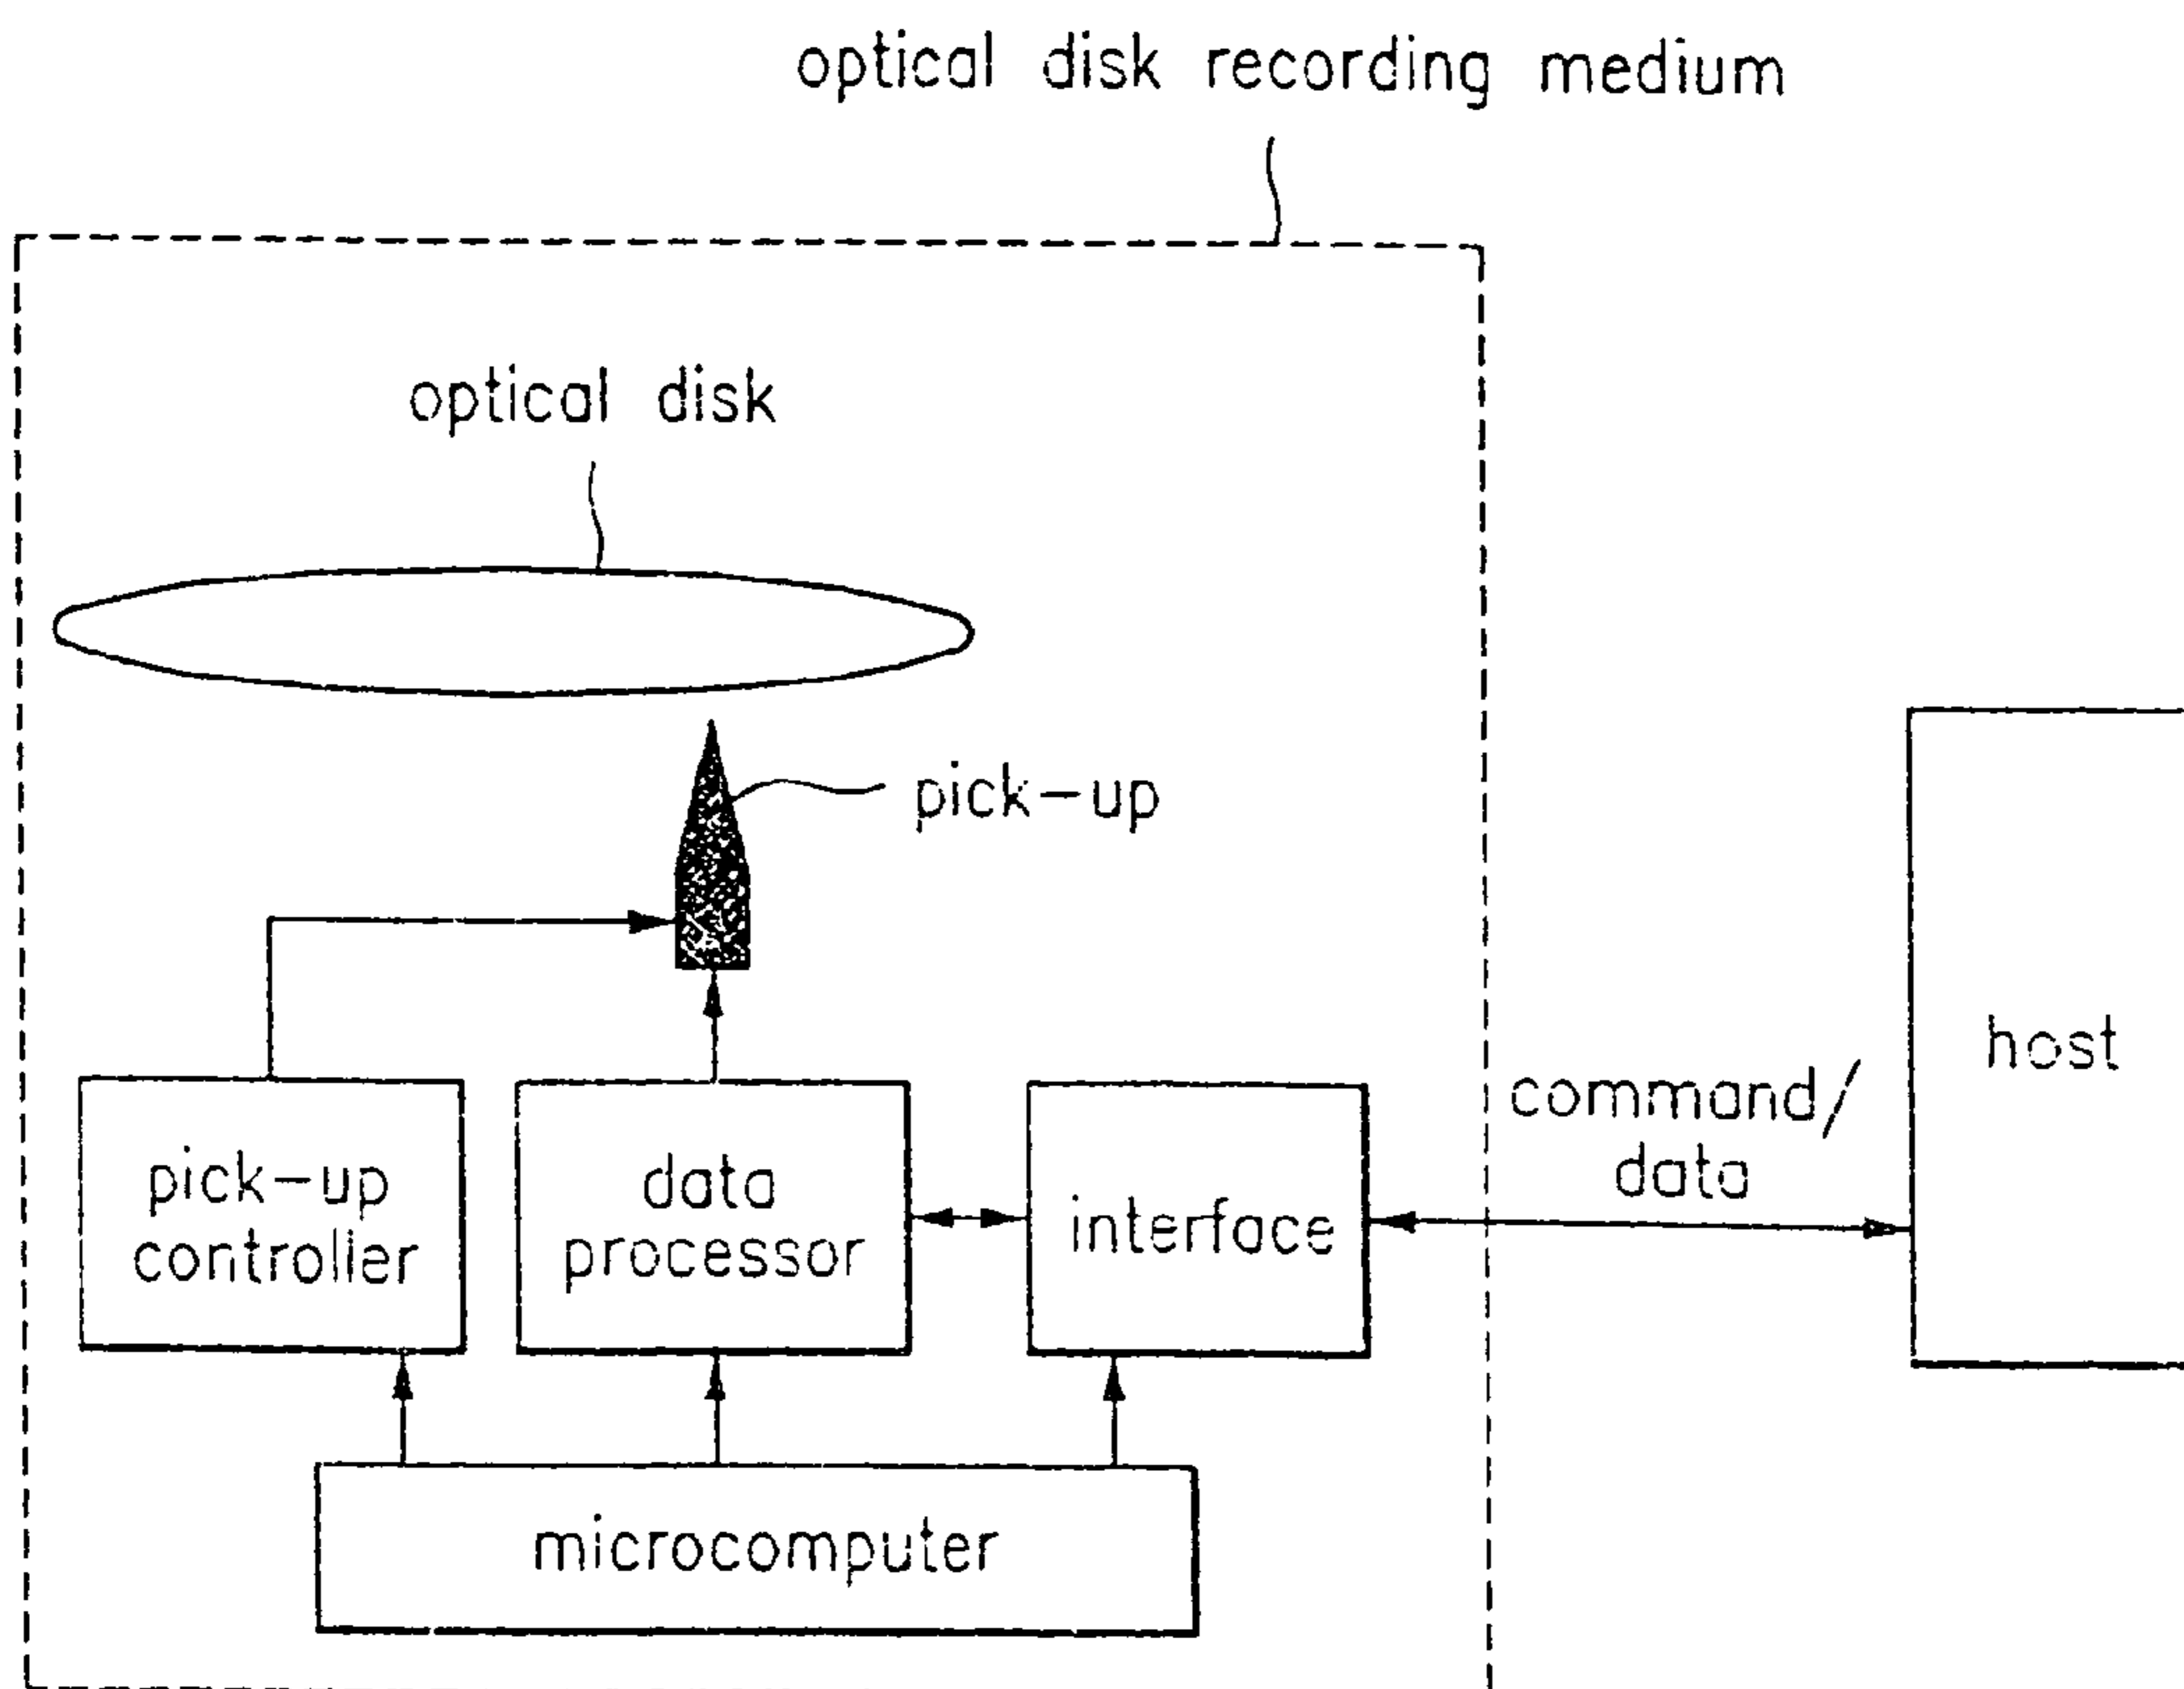 optical disk recording medium
optical disk
pick-up
pick-up
controller
data
processor
interface
command/
data
host
microcomputer